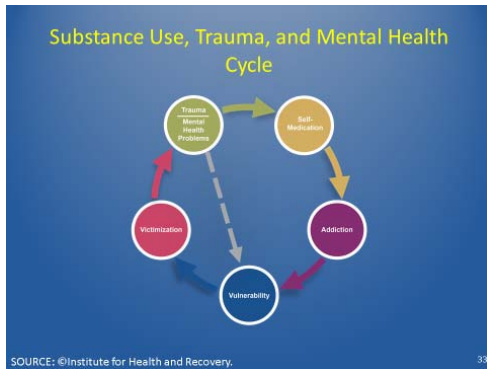 Substance Use, Trauma, and Mental Health
Cycle
Trauma
Mental
Health
Problems
Self-
Medication
Addiction
Vulnerability
Victimization
SOURCE: ©Institute for Health and Recovery.
33